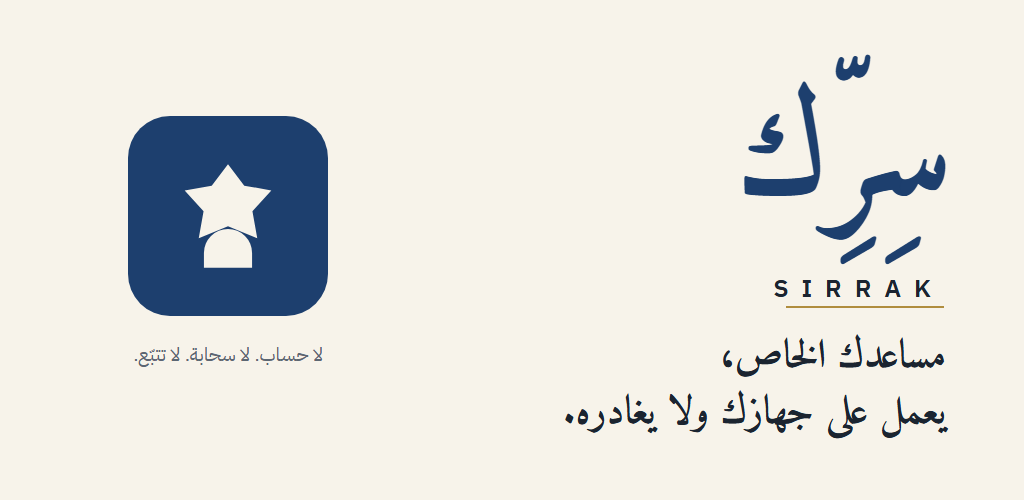 سِرِّك
SIRRAK
مساعدك الخاص،
يعمل على جهازك ولا يغادره.
لا حساب. لا سحابة. لا تتبّع.